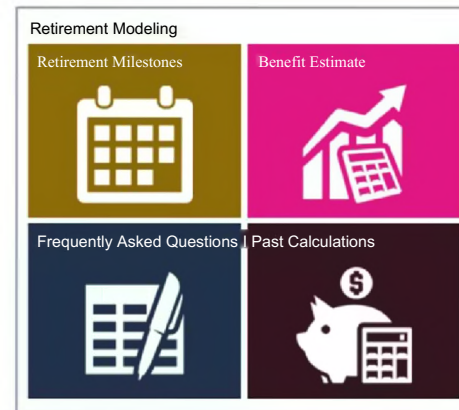 Retirement Modeling
Retirement Milestones
Benefit Estimate
Frequently Asked Questions | Past Calculations
$